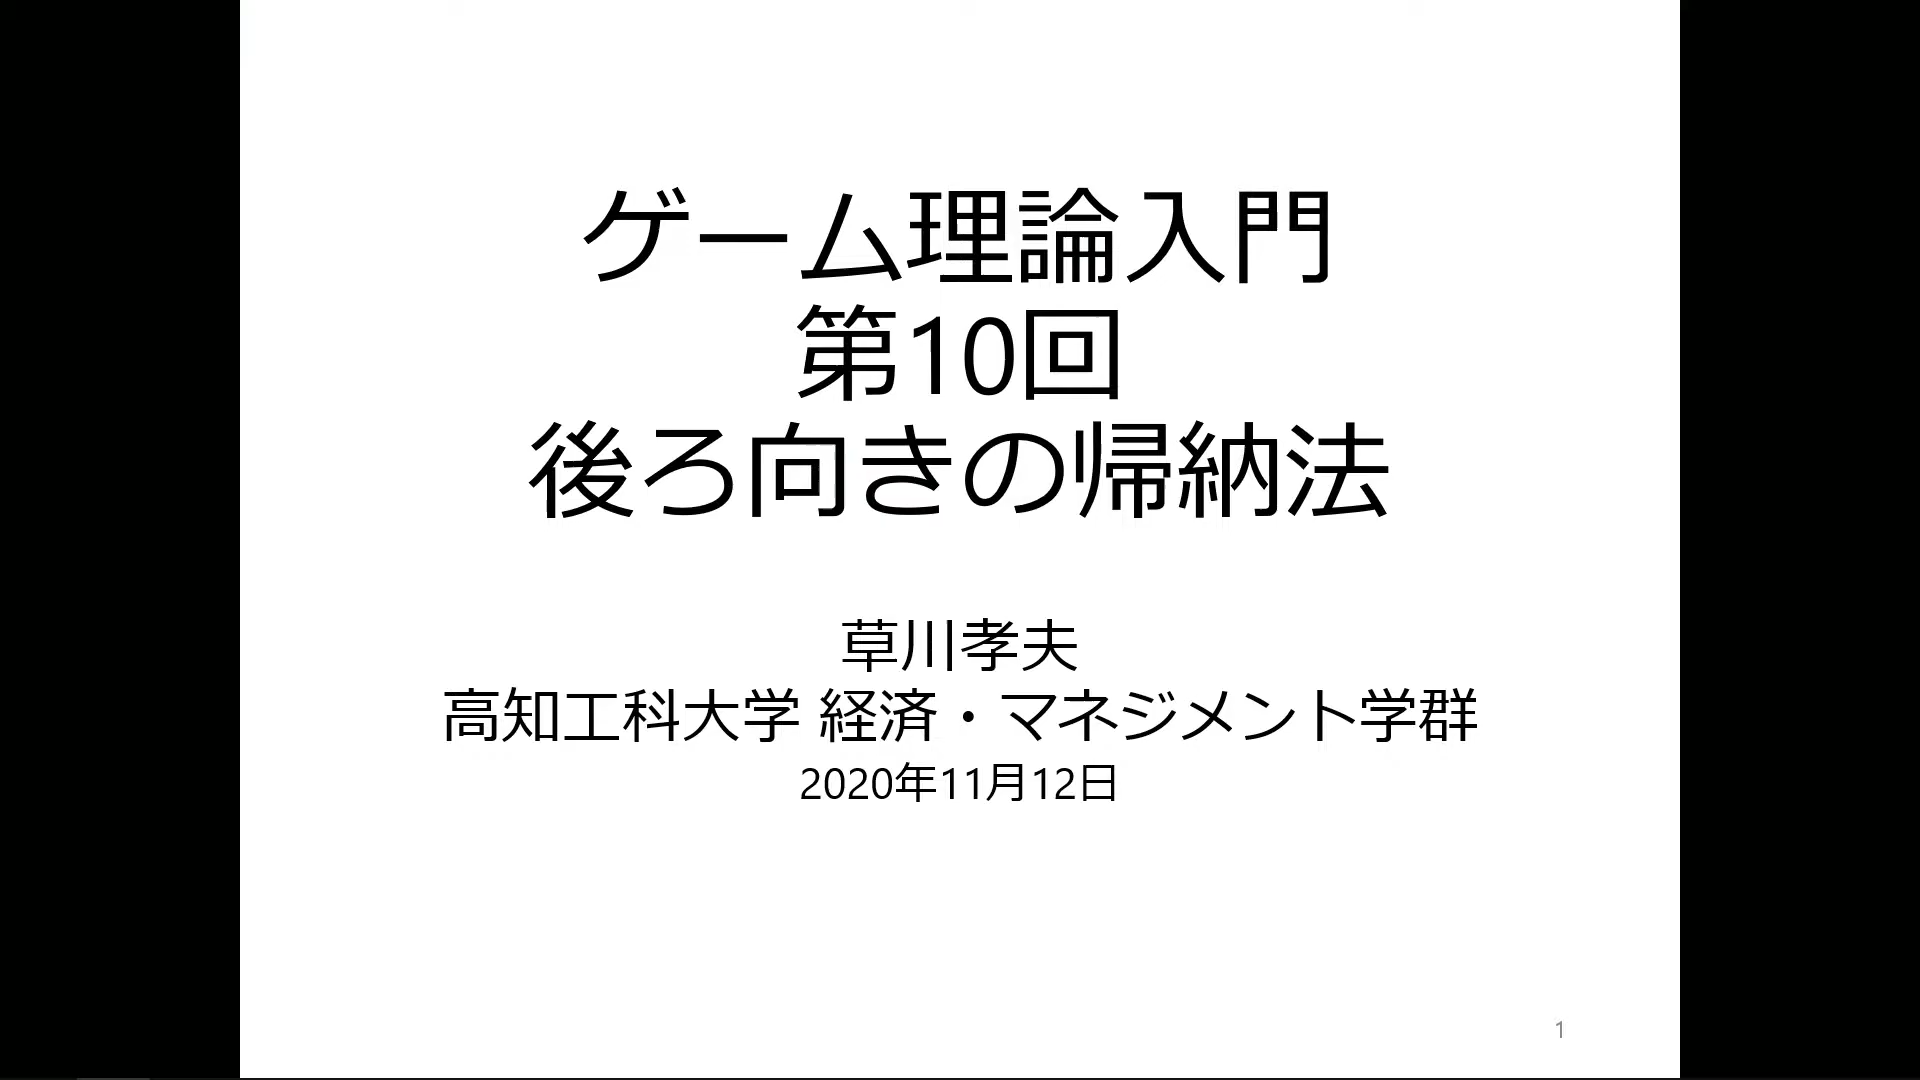 ゲーム理論入門
第10回
後ろ向きの帰納法
草川孝夫
高知工科大学 経済・マネジメント学群
2020年11月12日
1